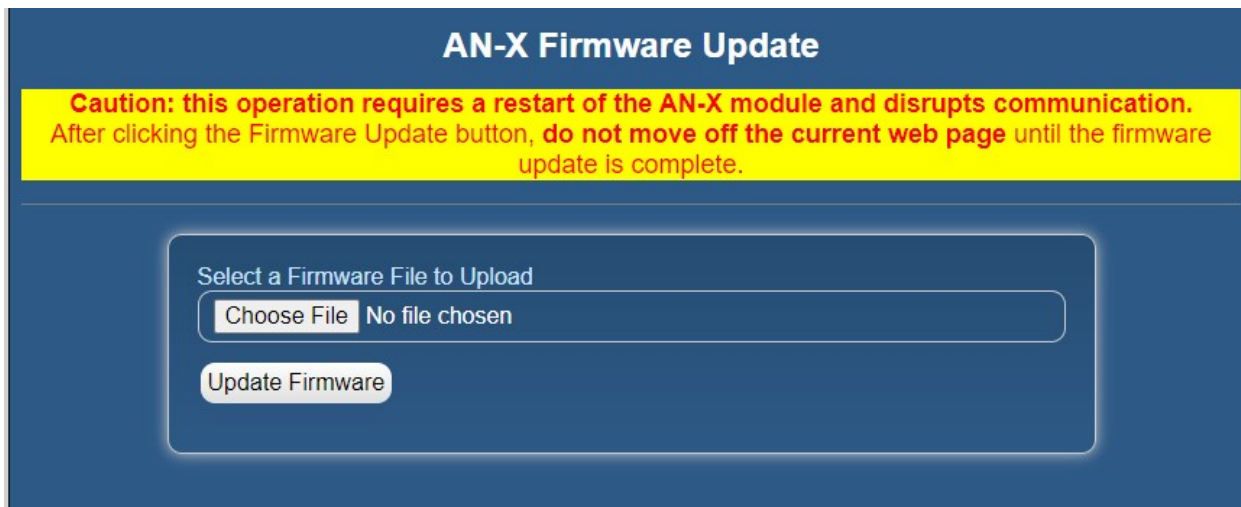 AN-X Firmware Update
Caution: this operation requires a restart of the AN-X module and disrupts communication.
After clicking the Firmware Update button, do not move off the current web page until the firmware
update is complete.
Select a Firmware File to Upload
Choose File No file chosen
Update Firmware